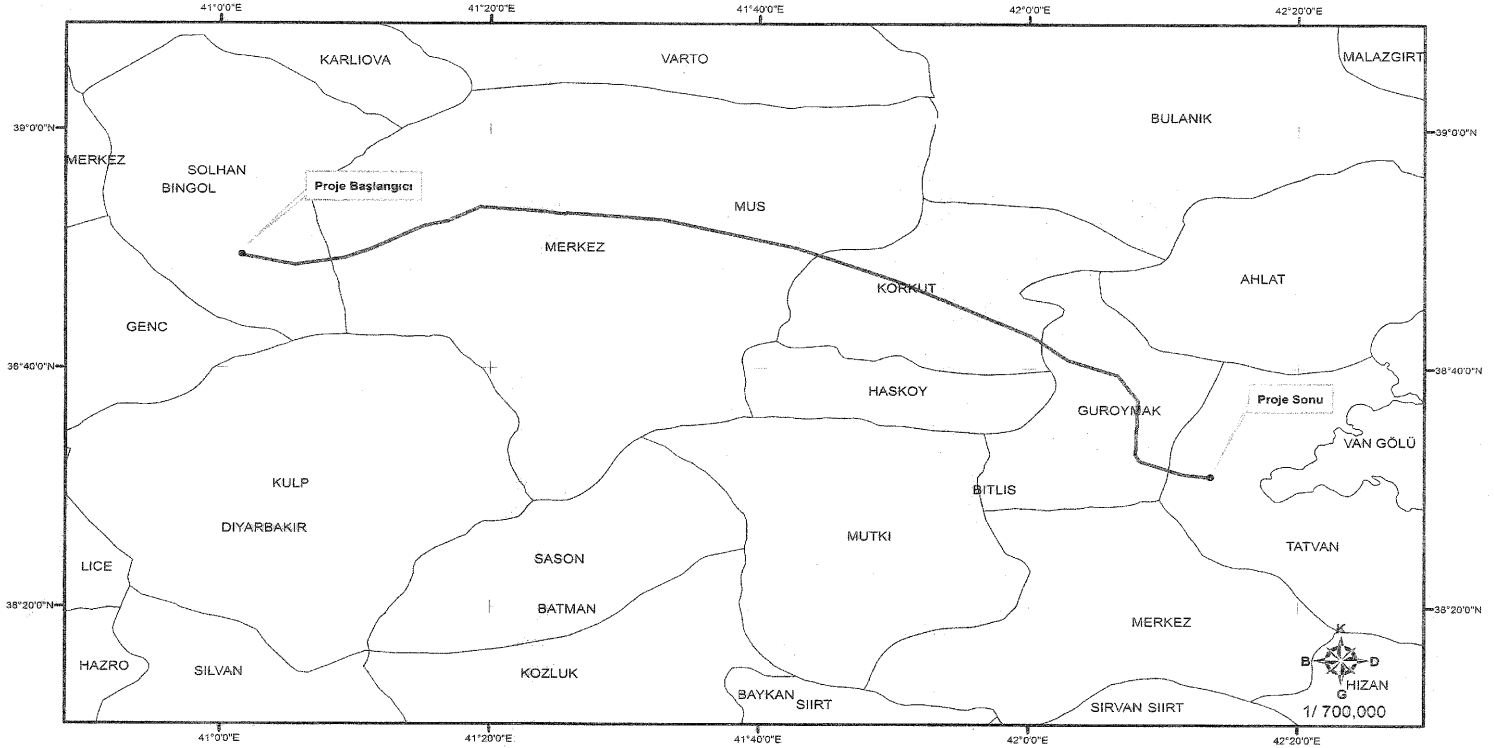 41°0'0"E
41°20'0"E
41°40'0"E
42°0'0"E
42°20'0"E
KARLIOVA
VARTO
MALAZGIRT
39°0'0"N
BULANIK
39°0'0"N
MERKEZ
SOLHAN
BINGOL
Proje Başlangıcı
MUS
MERKEZ
AHLAT
KORKUT
GENC
38°40'0"N
38°40'0"N
HASKOY
GUROYMAK
Proje Sonu
VAN GÖLÜ
KULP
BITLIS
DIYARBAKIR
MUTKI
TATVAN
LICE
SASON
38°20'0"N
BATMAN
38°20'0"N
MERKEZ
K
HAZRO
SILVAN
KOZLUK
B
D
BAYKAN
SIIRT
HIZAN
G
SIRVAN SIIRT
1/ 700,000
41°0'0"E
41°20'0"E
41°40'0"E
42°0'0"E
42°20'0"E